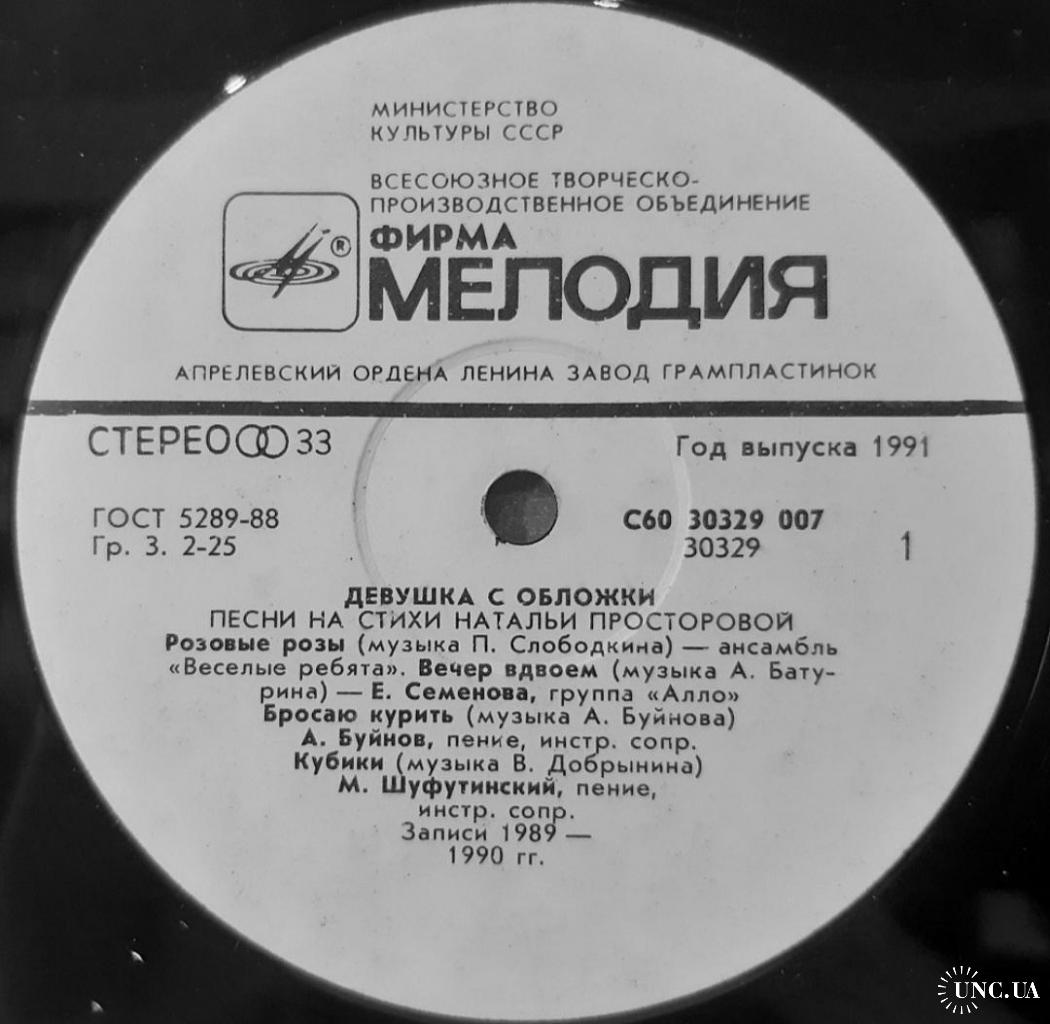 МИНИСТЕРСТВО
КУЛЬТУРЫ СССР
ВСЕСОЮЗНОЕ ТВОРЧЕСКО-
ПРОИЗВОДСТВЕННОЕ ОБЪЕДИНЕНИЕ
ФИРМА
®
МЕЛОДИЯ
АПРЕЛЕВСКИЙ ОРДЕНА ЛЕНИНА ЗАВОД ГРАМПЛАСТИНОК
СТЕРЕО 33
Год выпуска 1991
ГОСТ 5289-88
Гр. 3. 2-25
С60 30329 007
30329
1
ДЕВУШКА С ОБЛОЖКИ
ПЕСНИ НА СТИХИ НАТАЛЬИ ПРОСТОРОВОЙ
Розовые розы (музыка П. Слободкина) — ансамбль
«Веселые ребята». Вечер вдвоем (музыка А. Бату-
рина) — Е. Семенова, группа «Алло»
Бросаю курить (музыка А. Буйнова)
А. Буйнов, пение, инстр. сопр.
Кубики (музыка В. Добрынина)
М. Шуфутинский, пение,
инстр. сопр.
Записи 1989 —
1990 гг.
UNC.UA